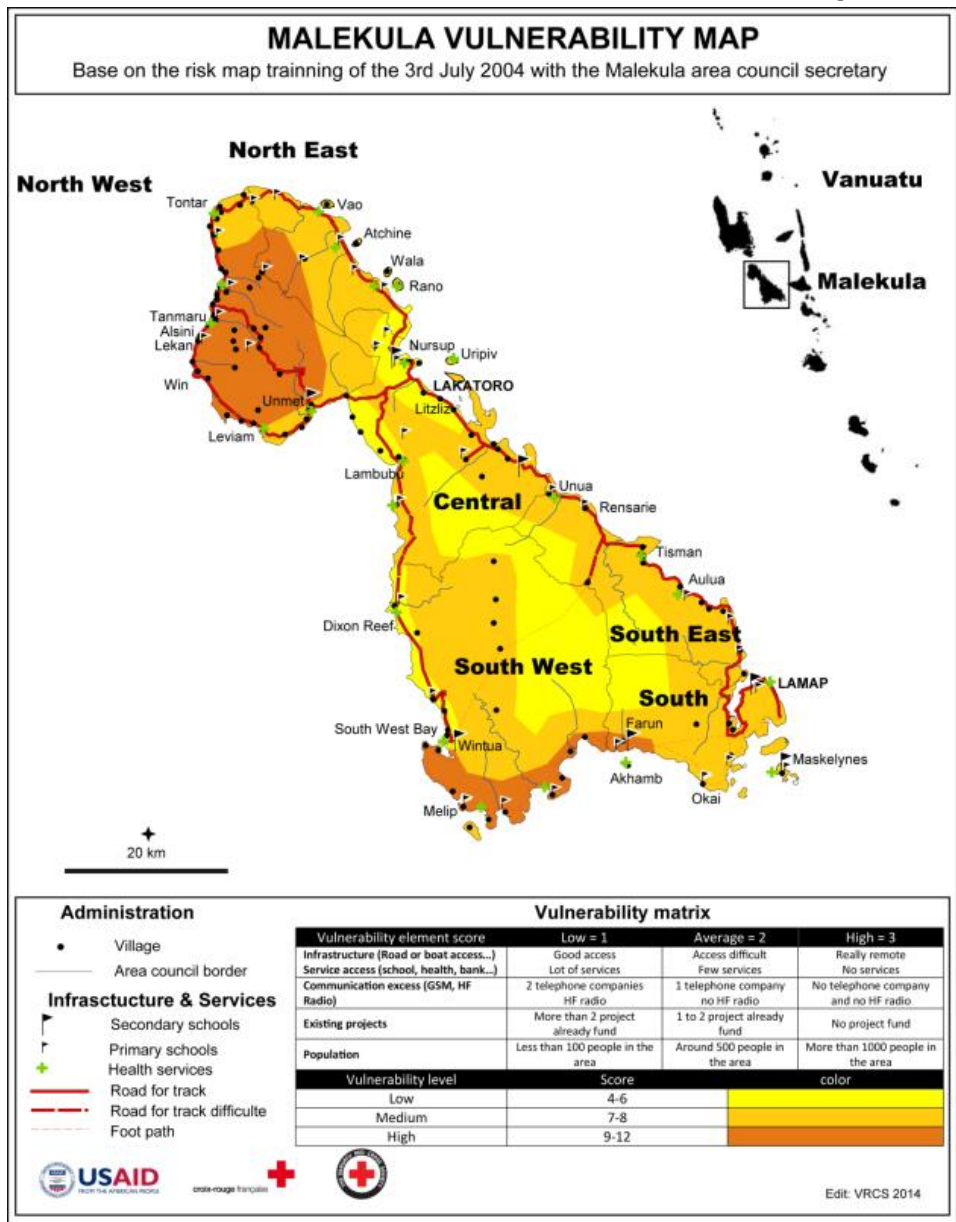 MALEKULA VULNERABILITY MAP
Base on the risk map trainning of the 3rd July 2004 with the Malekula area council secretary
North East
North West
Vanuatu
Malekula
Tontar
Vao
Atchine
Wala
Rano
Tanmaru
Alsini
Lekan
Nursup
Uripiv
Win
LAKATORO
Unmet
Litzliz
Leviam
Lambubu
Central
Unua
Rensarie
Tisman
Aulua
Dixon Reef
South East
South West
South
LAMAP
South West Bay
Wintua
Farun
Maskelynes
Akhamb
Okai
Melip
20 km
Administration
Village
Area council border
Infrasctucture & Services
Secondary schools
Primary schools
Health services
Road for track
Road for track difficulte
Foot path
Vulnerability matrix
Vulnerability element score Low = 1 Average = 2 High = 3
Infrastructure (Road or boat access...) Good access Access difficult Really remote
Service access (school, health, bank...) Lot of services Few services No services
Communication excess (GSM, HF 2 telephone companies 1 telephone company No telephone company
Radio) HF radio no HF radio and no HF radio
Existing projects More than 2 project already fund 1 to 2 project already fund No project fund
Population Less than 100 people in the area Around 500 people in the area More than 1000 people in the area
Vulnerability level Score color
Low 4-6
Medium 7-8
High 9-12
USAID
FROM THE AMERICAN PEOPLE
croix-rouge française
Edit: VRCS 2014